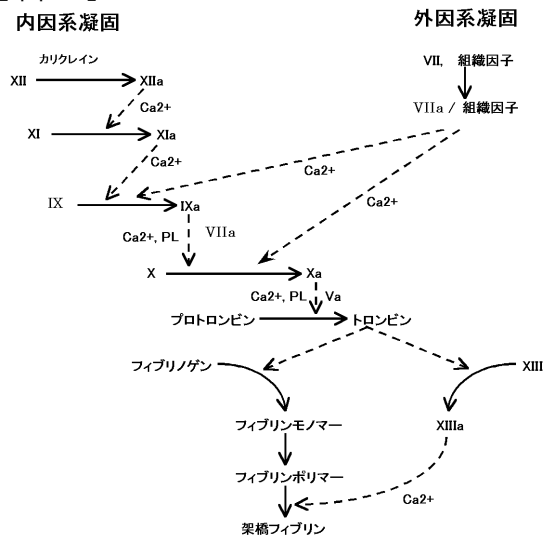 内因系凝固
外因系凝固
カリクレイン
XII
XIIa
VII, 組織因子
Ca2+
VIIa / 組織因子
XI
XIa
Ca2+
Ca2+
IX
IXa
Ca2+
Ca2+, PL
VIIa
X
Xa
Ca2+, PL
Va
プロトロンビン
トロンビン
フィブリノゲン
XIII
フィブリンモノマー
XIIIa
フィブリンポリマー
Ca2+
架橋フィブリン